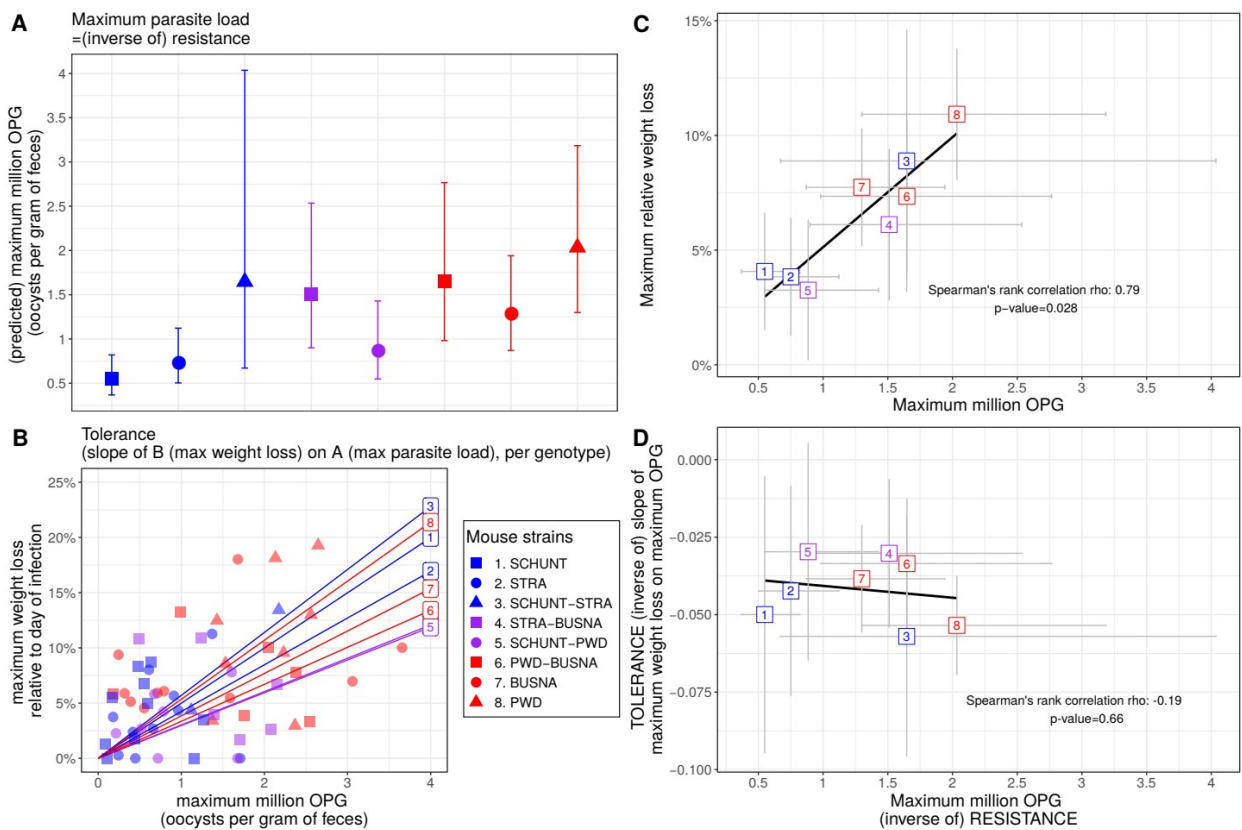 A
Maximum parasite load
=(inverse of) resistance
(predicted) maximum million OPG
(oocysts per gram of feces)
4
3.5
3
2.5
2
1.5
1
0.5
B
Tolerance
(slope of B (max weight loss) on A (max parasite load), per genotype)
maximum weight loss
relative to day of infection
25%
20%
15%
10%
5%
0%
3
8
1
2
7
6
5
0
1
2
3
4
maximum million OPG
(oocysts per gram of feces)
Mouse strains
1. SCHUNT
2. STRA
3. SCHUNT−STRA
4. STRA−BUSNA
5. SCHUNT−PWD
6. PWD−BUSNA
7. BUSNA
8. PWD
C
Maximum relative weight loss
15%
10%
5%
0%
8
3
7
6
4
1
2
5
Spearman's rank correlation rho: 0.79
p−value=0.028
0.5
1
1.5
2
2.5
3
3.5
4
Maximum million OPG
D
TOLERANCE (inverse of) slope of
maximum weight loss on maximum OPG
0.000
−0.025
−0.050
−0.075
−0.100
5
4
6
7
2
1
8
3
Spearman's rank correlation rho: -0.19
p−value=0.66
0.5
1
1.5
2
2.5
3
3.5
4
Maximum million OPG
(inverse of) RESISTANCE